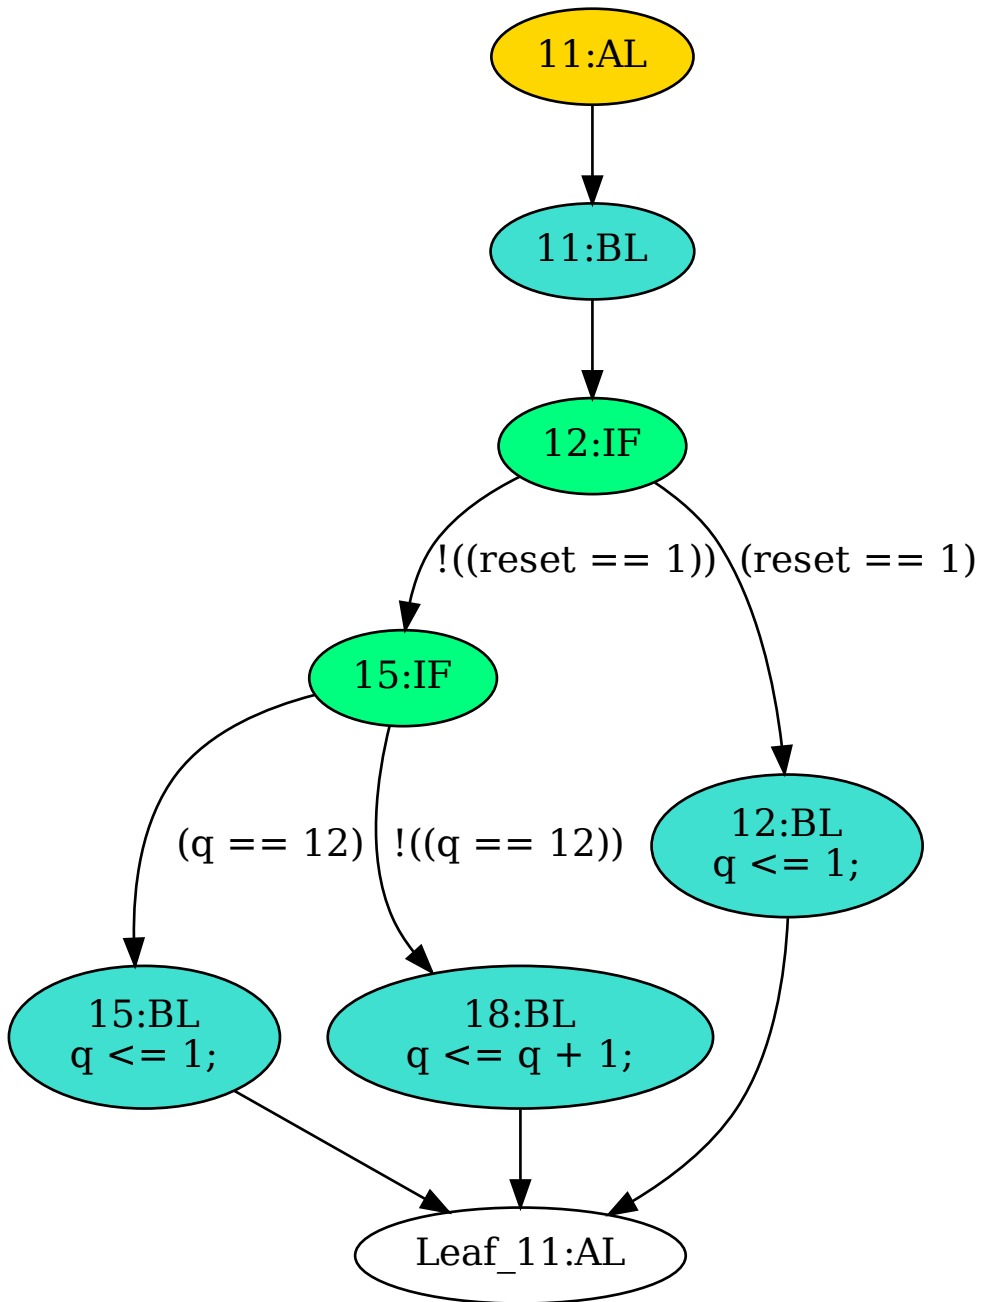 11:AL
11:BL
12:IF
!((reset == 1))
(reset == 1)
15:IF
(q == 12)
!((q == 12))
12:BL
q <= 1;
15:BL
q <= 1;
18:BL
q <= q + 1;
Leaf_11:AL